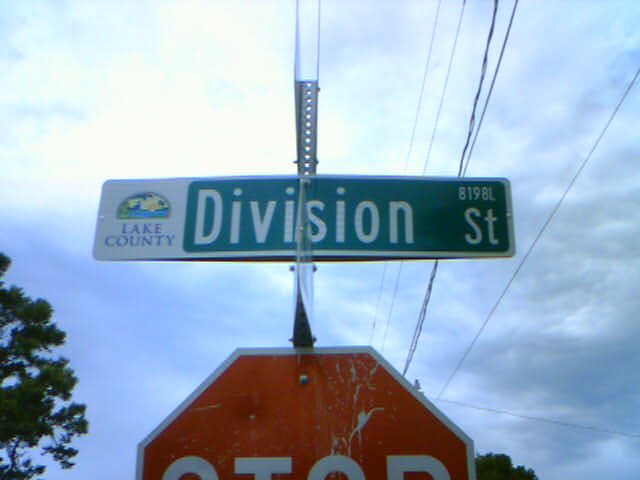 8198L
Division St
LAKE
COUNTY
STOP